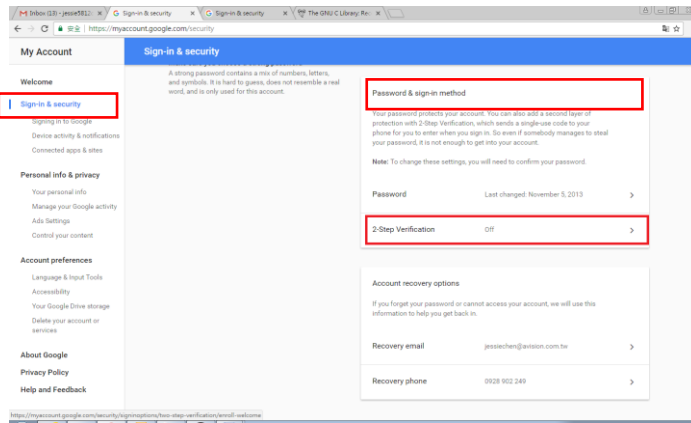 Inbox (13) - jessie5812
Sign-in & security
Sign-in & security
The GNU C Library: Re
安全 | https://myaccount.google.com/security
My Account
Sign-in & security
Welcome
Sign-in & security
Signing in to Google
Device activity & notifications
Connected apps & sites
Personal info & privacy
Your personal info
Manage your Google activity
Ads Settings
Control your content
Account preferences
Language & Input Tools
Accessibility
Your Google Drive storage
Delete your account or
services
About Google
Privacy Policy
Help and Feedback
A strong password contains a mix of numbers, letters,
and symbols. It is hard to guess, does not resemble a real
word, and is only used for this account.
Password & sign-in method
Your password protects your account. You can also add a second layer of
protection with 2-Step Verification, which sends a single-use code to your
phone for you to enter when you sign in. So even if somebody manages to steal
your password, it is not enough to get into your account.
Note: To change these settings, you will need to confirm your password.
Password Last changed: November 5, 2013
2-Step Verification Off
Account recovery options
If you forget your password or cannot access your account, we will use this
information to help you get back in.
Recovery email jessiechen@avision.com.tw
Recovery phone 0928 902 249
https://myaccount.google.com/security/signinoptions/two-step-verification/enroll-welcome